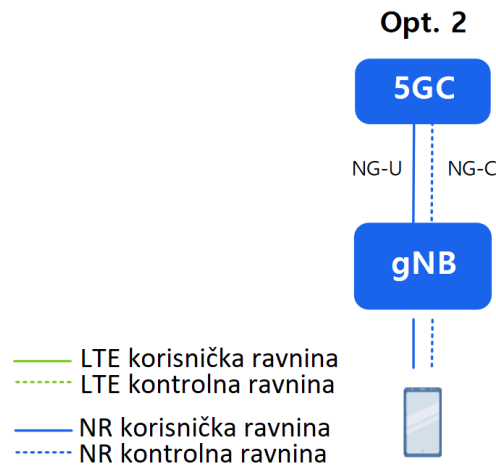 Opt. 2
5GC
NG-U
NG-C
gNB
LTE korisnička ravnina
LTE kontrolna ravnina
NR korisnička ravnina
NR kontrolna ravnina